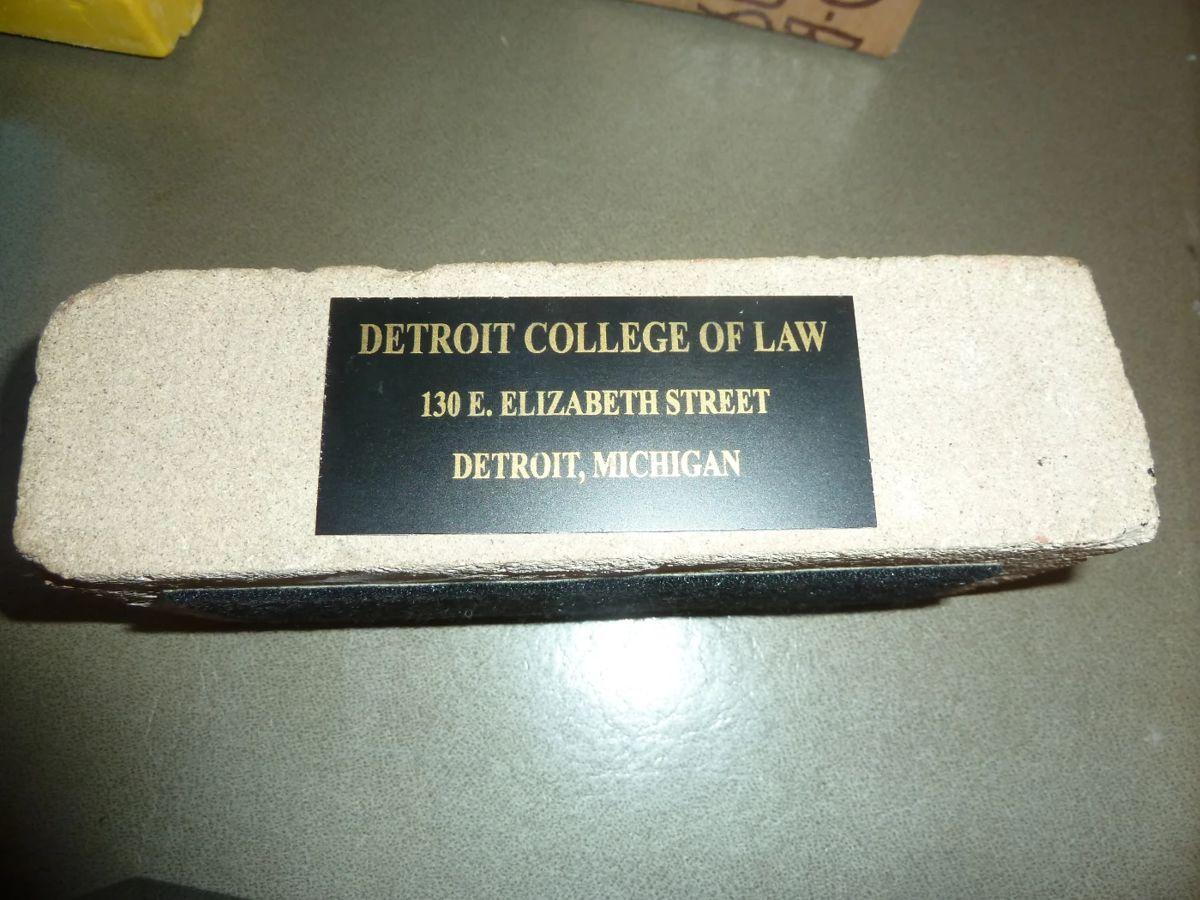 DETROIT COLLEGE OF LAW
130 E. ELIZABETH STREET
DETROIT, MICHIGAN